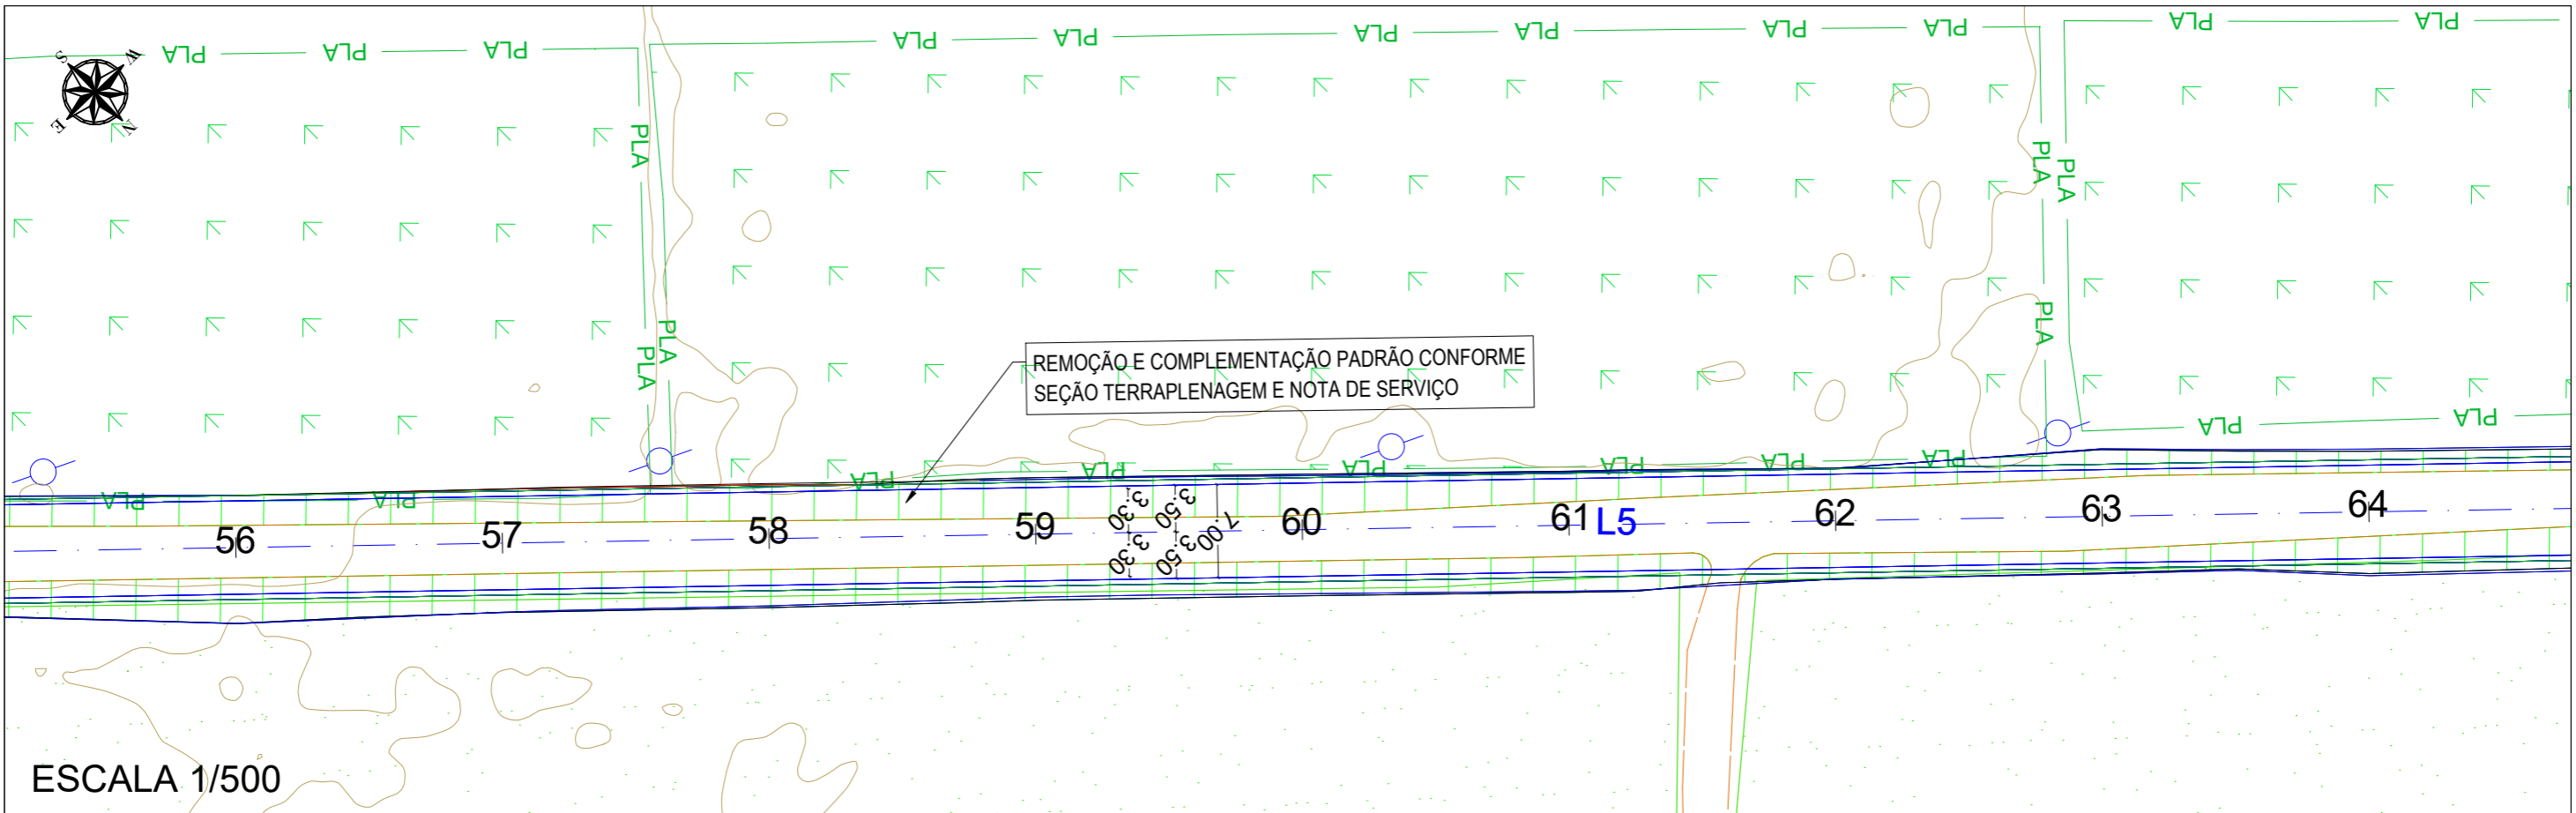 PLA PLA PLA PLA PLA PLA PLA PLA PLA PLA PLA
S W
E N
PLA PLA PLA
PLA PLA PLA
REMOÇÃO E COMPLEMENTAÇÃO PADRÃO CONFORME
SEÇÃO TERRAPLENAGEM E NOTA DE SERVIÇO
PLA PLA
PLA PLA PLA PLA PLA PLA PLA PLA
3.30 3.50
56 57 58 59 60 61 L5 62 63 64
3.30 3.50 7.00
ESCALA 1/500